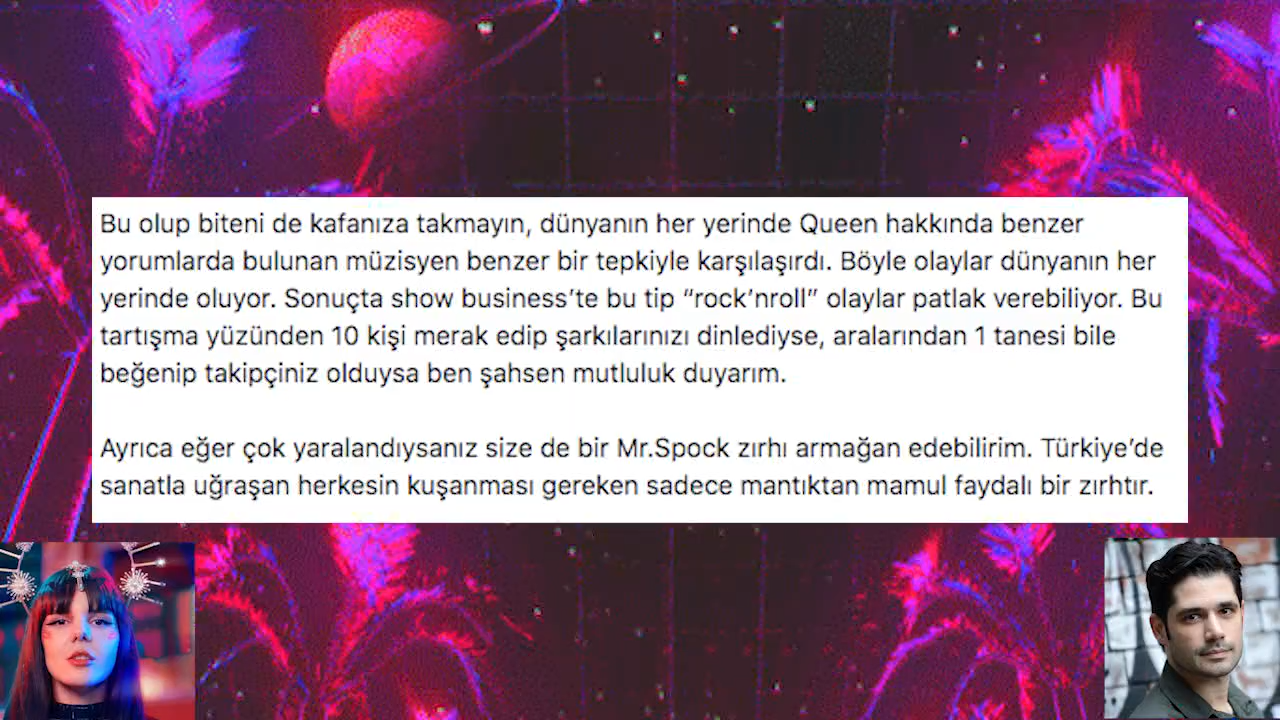 Bu olup biteni de kafanıza takmayın, dünyanın her yerinde Queen hakkında benzer
yorumlarda bulunan müzisyen benzer bir tepkiyle karşılaşırdı. Böyle olaylar dünyanın her
yerinde oluyor. Sonuçta show business’te bu tip “rock’nroll” olaylar patlak verebiliyor. Bu
tartışma yüzünden 10 kişi merak edip şarkılarınızı dinlediyse, aralarından 1 tanesi bile
beğenip takipçiniz olduysa ben şahsen mutluluk duyarım.
Ayrıca eğer çok yaralandıysanız size de bir Mr.Spock zırhı armağan edebilirim. Türkiye’de
sanatla uğraşan herkesin kuşanması gereken sadece mantıktan mamul faydalı bir zırhtır.